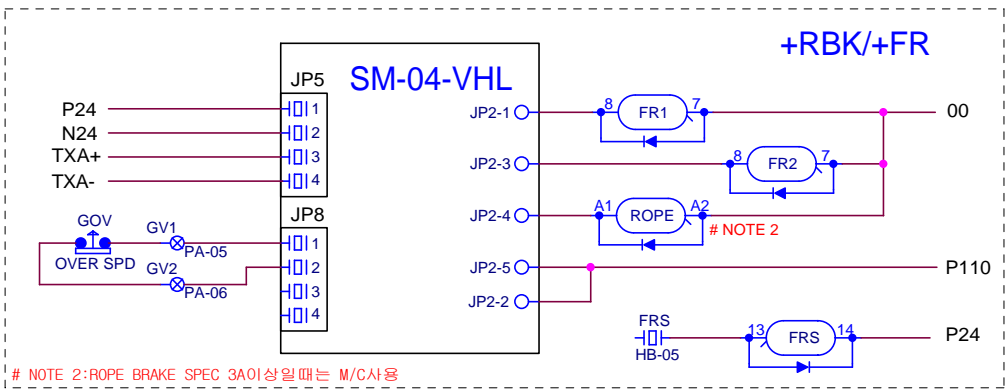 +RBK/+FR
SM-04-VHL
JP5
P24
1
N24
2
TXA+
3
TXA-
4
JP8
GOV
OVER SPD
GV1
PA-05
1
GV2
PA-06
2
3
4
JP2-1
8
FR1
7
00
JP2-3
8
FR2
7
JP2-4
A1
ROPE
A2
# NOTE 2
JP2-5
P110
JP2-2
FRS
HB-05
13
FRS
14
P24
# NOTE 2:ROPE BRAKE SPEC 3A이상일때는 M/C사용